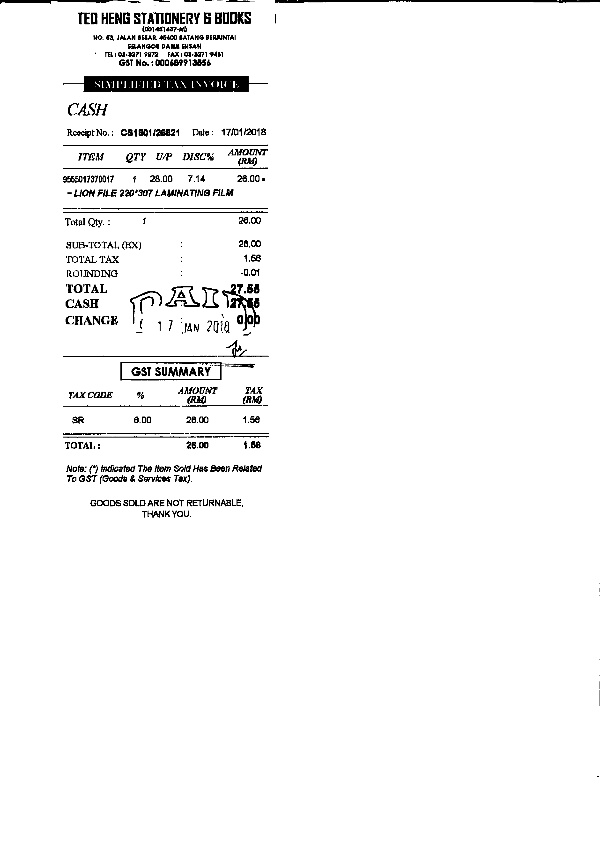 TEO HENG STATIONERY & BOOKS
(001451437-M)
NO. 53, JALAN BESAR, 45600 BATANG BERJUNTAI
SELANGOR DARUL EHSAN
TEL : 03-3271 9872 FAX : 03-3271 9451
GST No. : 000689913856
SIMPLIFIED TAX INVOICE
CASH
Receipt No. : CS1801/26821 Date : 17/01/2018
ITEM QTY U/P DISC% AMOUNT (RM)
9555017370017 1 28.00 7.14 26.00 *
- LION FILE 220*307 LAMINATING FILM
Total Qty. : 1 26.00
SUB-TOTAL (EX) : 26.00
TOTAL TAX : 1.56
ROUNDING : -0.01
TOTAL 27.55
CASH 27.55
CHANGE 0.00
PAID
17 JAN 2018
GST SUMMARY
TAX CODE % AMOUNT (RM) TAX (RM)
SR 6.00 26.00 1.56
TOTAL : 26.00 1.56
Note: (*) Indicated The Item Sold Has Been Related
To GST (Goods & Services Tax).
GOODS SOLD ARE NOT RETURNABLE,
THANK YOU.